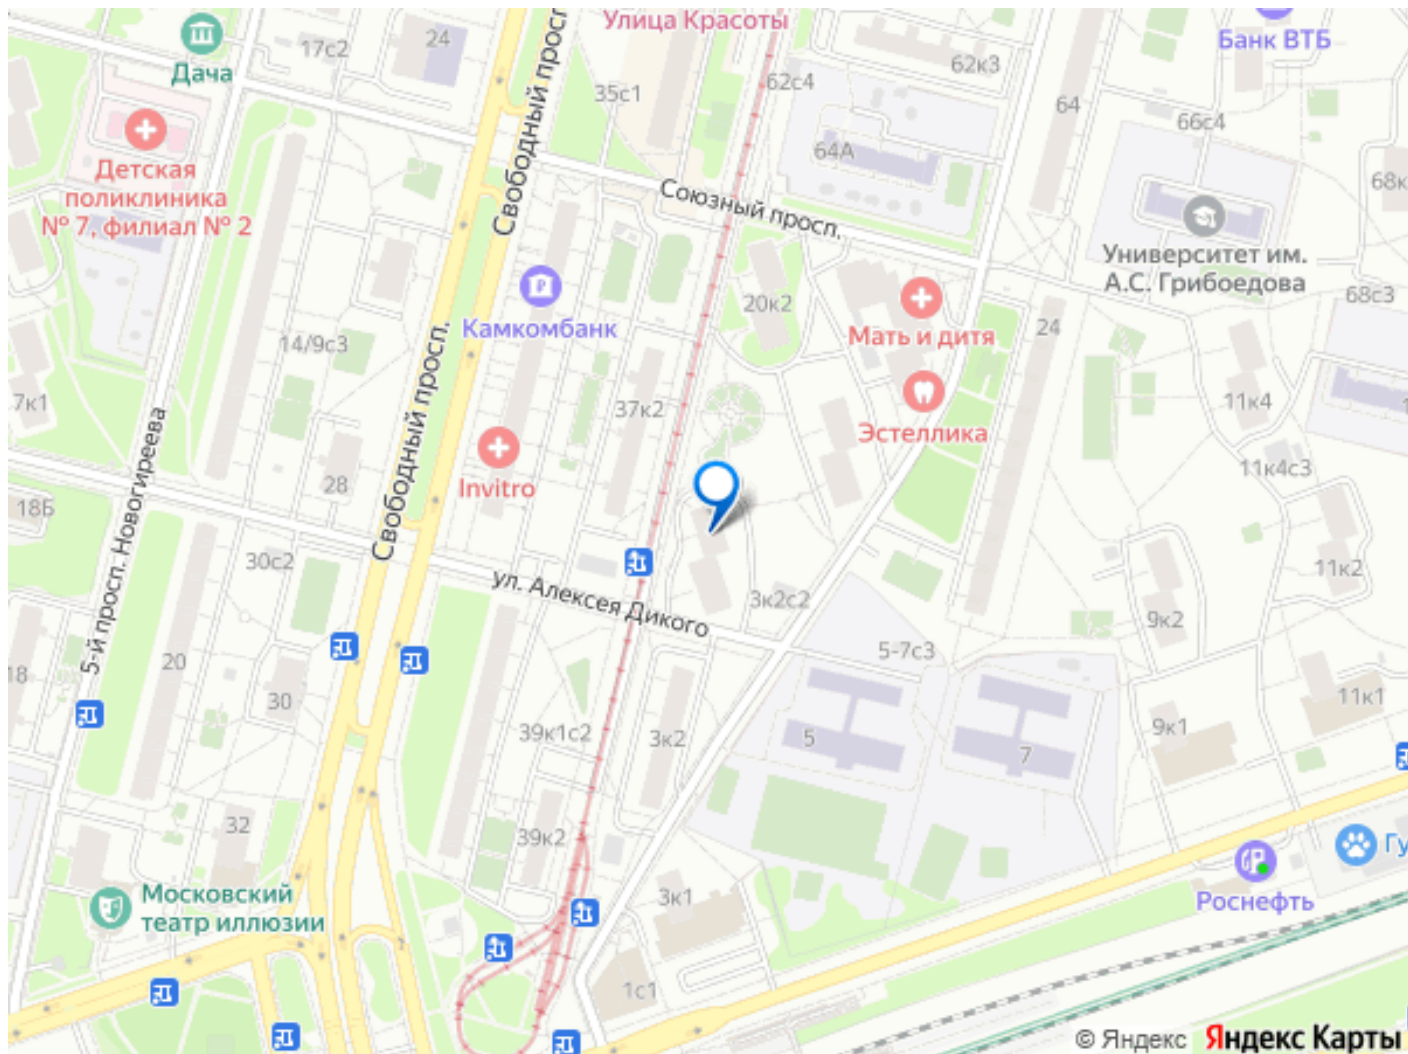 Улица Красоты
Банк ВТБ
24
17с2
Дача
62к3
62с4
35с1
64
66с4
64А
68к
Детская
поликлиника
№ 7, филиал № 2
Свободный просп
Союзный просп.
Университет им.
А.С. Грибоедова
68с3
Камкомбанк
20к2
Мать и дитя
24
14/9с3
Свободный просп.
7к1
37к2
11к4
Эстеллика
5-й просп. Новогиреева
11к4с3
28
Invitro
18Б
30с2
11к2
ул. Алексея Дикого
3к2с2
9к2
5-7с3
20
18
30
11к1
39к1с2
3к2
5
7
9к1
32
39к2
Гу
Московский
театр иллюзии
3к1
Роснефть
1с1
© Яндекс Яндекс Карты